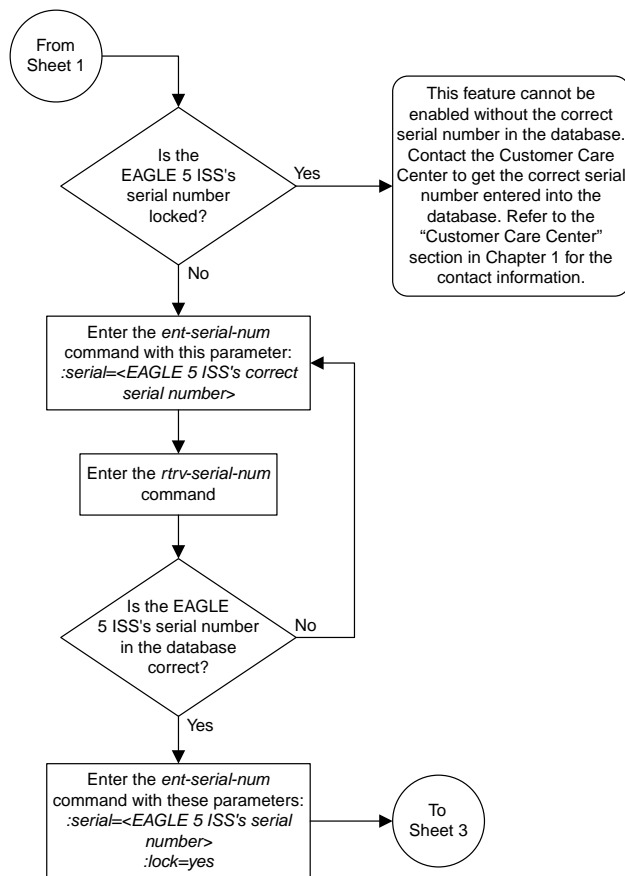 From
Sheet 1
Is the
EAGLE 5 ISS's
serial number
locked?
Yes
This feature cannot be
enabled without the correct
serial number in the database.
Contact the Customer Care
Center to get the correct serial
number entered into the
database. Refer to the
“Customer Care Center”
section in Chapter 1 for the
contact information.
No
Enter the ent-serial-num
command with this parameter:
:serial=<EAGLE 5 ISS's correct
serial number>
Enter the rtrv-serial-num
command
Is the EAGLE
5 ISS's serial number
in the database
correct?
No
Yes
Enter the ent-serial-num
command with these parameters:
:serial=<EAGLE 5 ISS's serial
number>
:lock=yes
To
Sheet 3